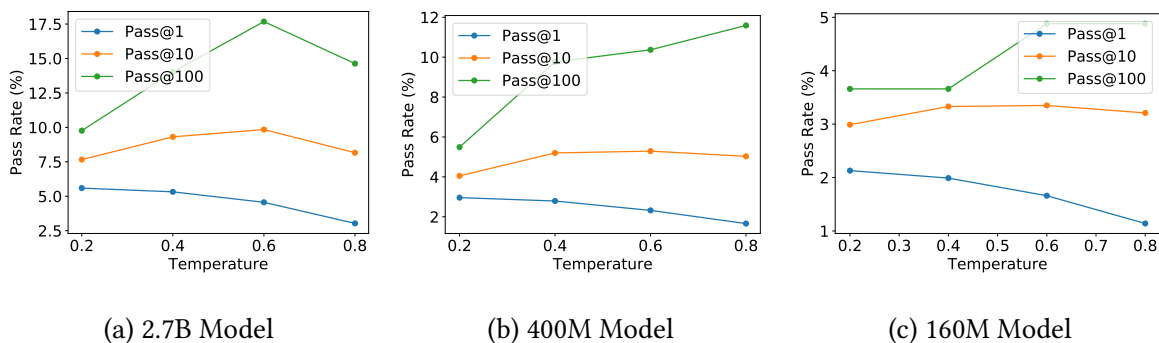 17.5
15.0
12.5
10.0
7.5
5.0
2.5
Pass Rate (%)
Pass@1
Pass@10
Pass@100
0.2 0.4 0.6 0.8
Temperature
(a) 2.7B Model
12
10
8
6
4
2
Pass Rate (%)
Pass@1
Pass@10
Pass@100
0.2 0.4 0.6 0.8
Temperature
(b) 400M Model
5
4
3
2
1
Pass Rate (%)
Pass@1
Pass@10
Pass@100
0.2 0.3 0.4 0.5 0.6 0.7 0.8
Temperature
(c) 160M Model